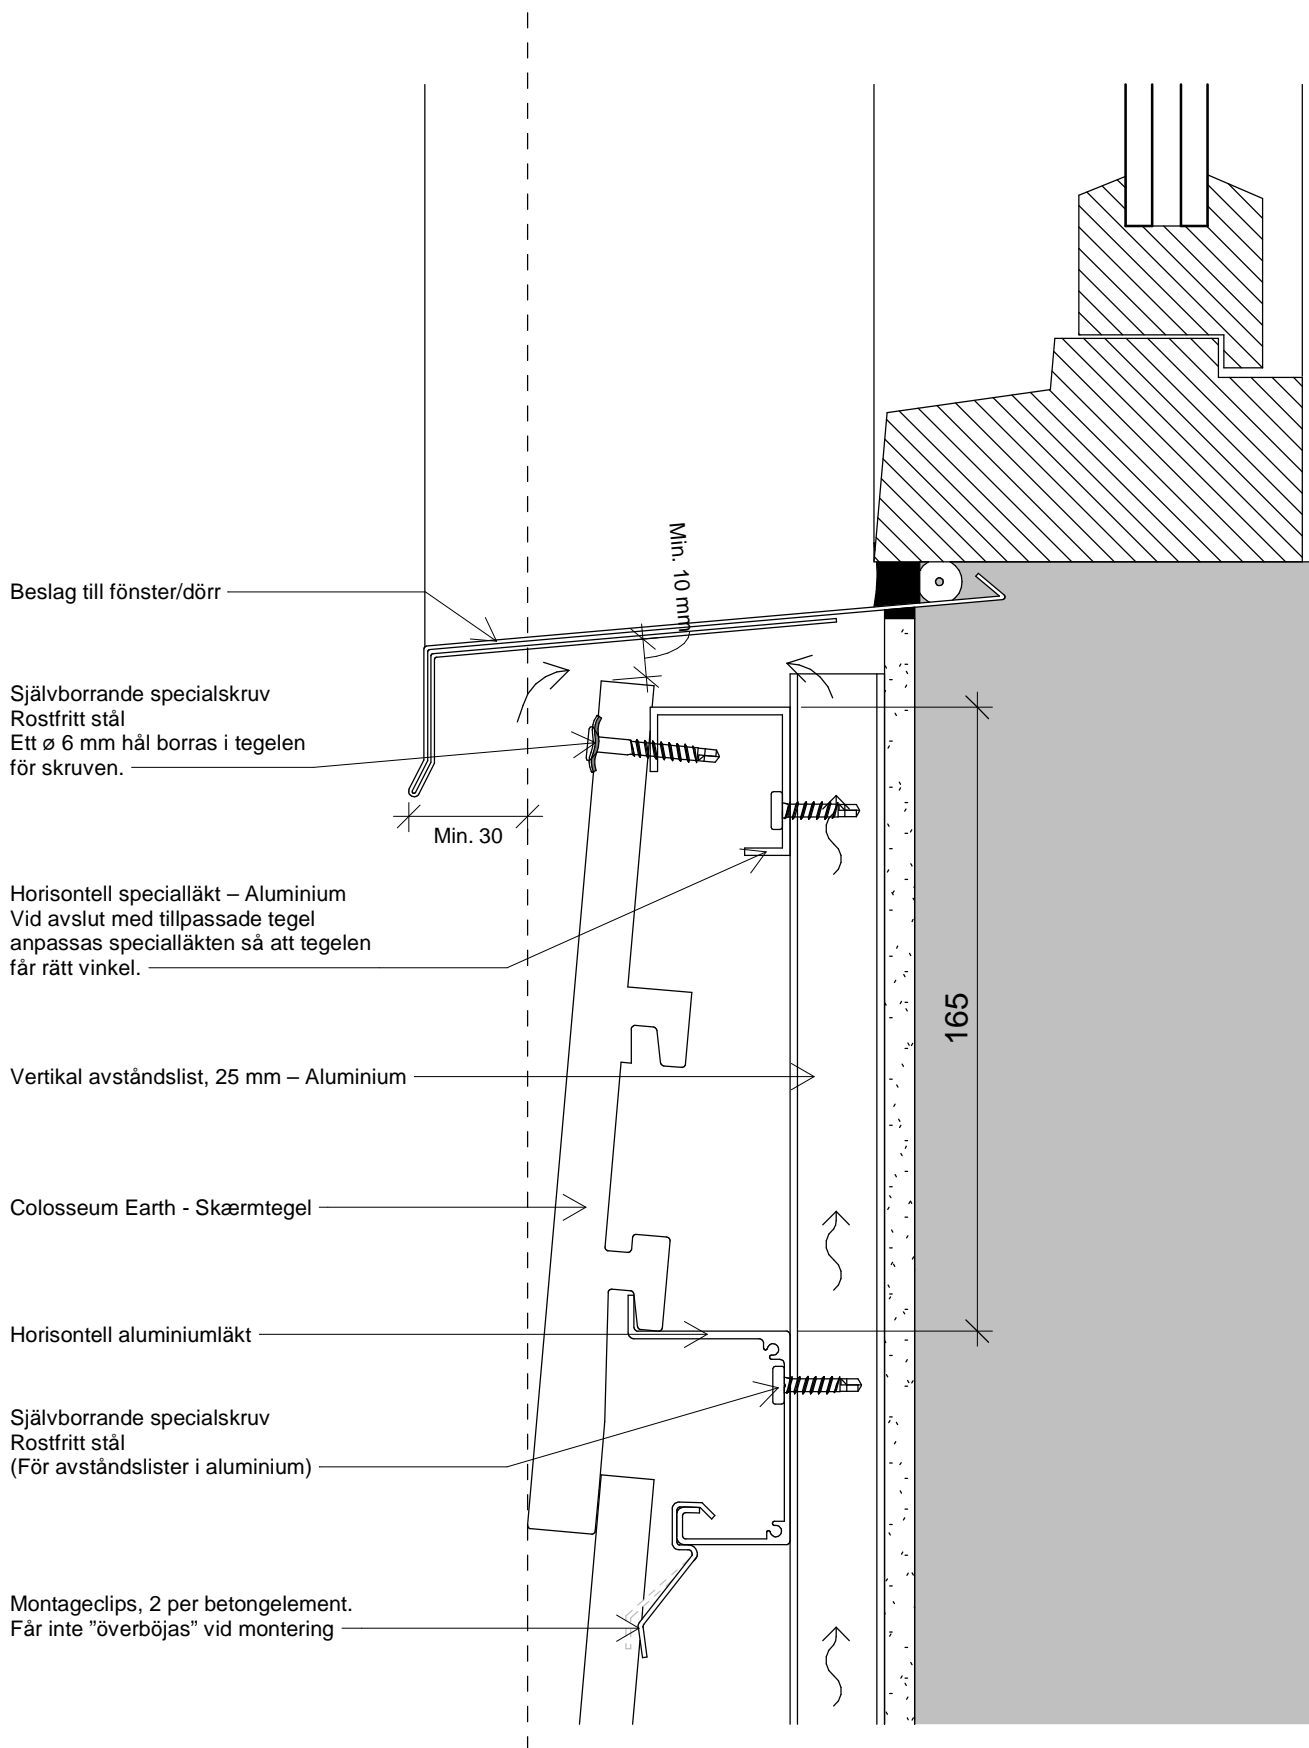 Min. 10 mm
Beslag till fönster/dörr
Självborrande specialskruv
Rostfritt stål
Ett ø 6 mm hål borras i tegelen
för skruven.
Min. 30
Horisontell specialläkt – Aluminium
Vid avslut med tillpassade tegel
anpassas specialläkten så att tegelen
får rätt vinkel.
165
Vertikal avståndslist, 25 mm – Aluminium
Colosseum Earth - Skærmtegel
Horisontell aluminiumläkt
Självborrande specialskruv
Rostfritt stål
(För avståndslister i aluminium)
Montageclips, 2 per betongelement.
Får inte ”överböjas” vid montering